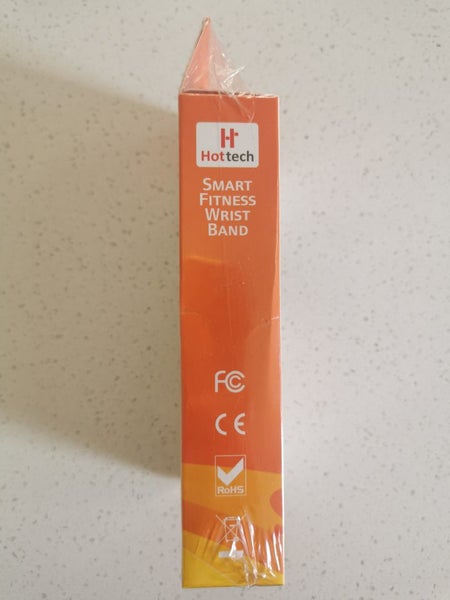 H
Hottech
SMART
FITNESS
WRIST
BAND
FC
CE
RoHS